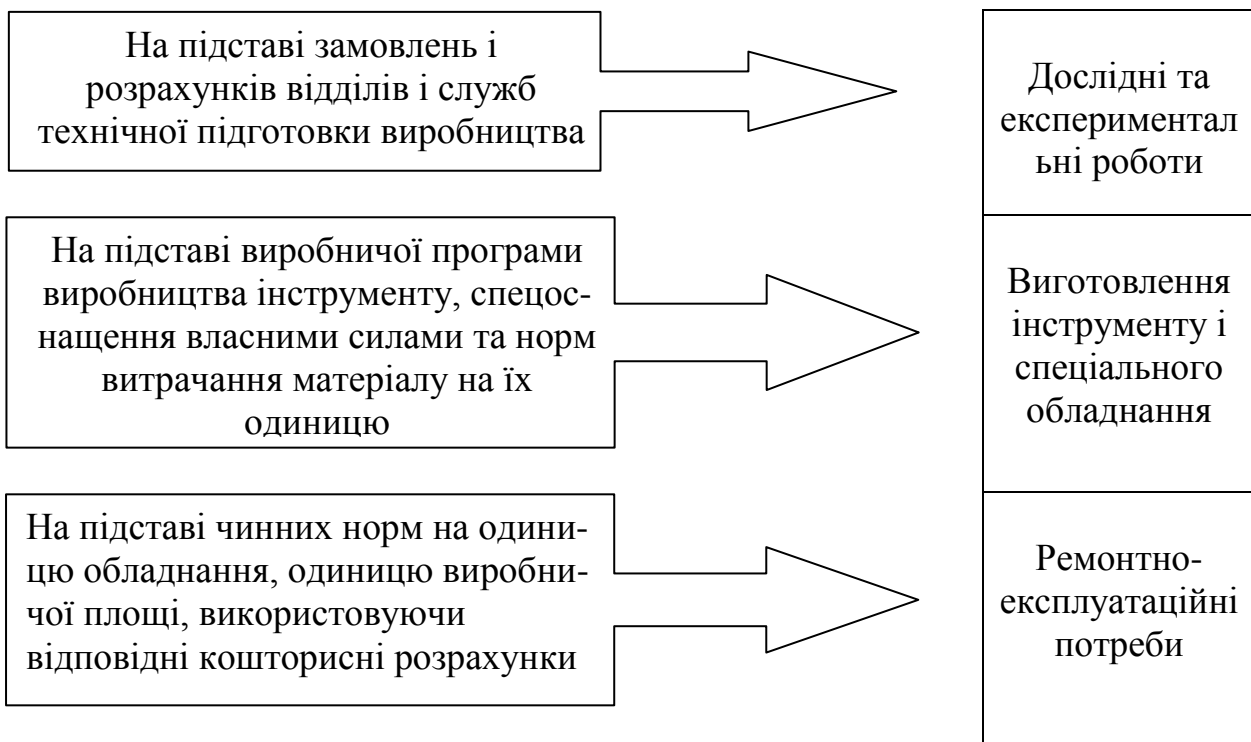 На підставі замовлень і
розрахунків відділів і служб
технічної підготовки виробництва
Дослідні та
експериментал
ьні роботи
На підставі виробничої програми
виробництва інструменту, спецос-
нащення власними силами та норм
витрачання матеріалу на їх
одиницю
Виготовлення
інструменту і
спеціального
обладнання
На підставі чинних норм на одини-
цю обладнання, одиницю виробни-
чої площі, використовуючи
відповідні кошторисні розрахунки
Ремонтно-
експлуатаційні
потреби